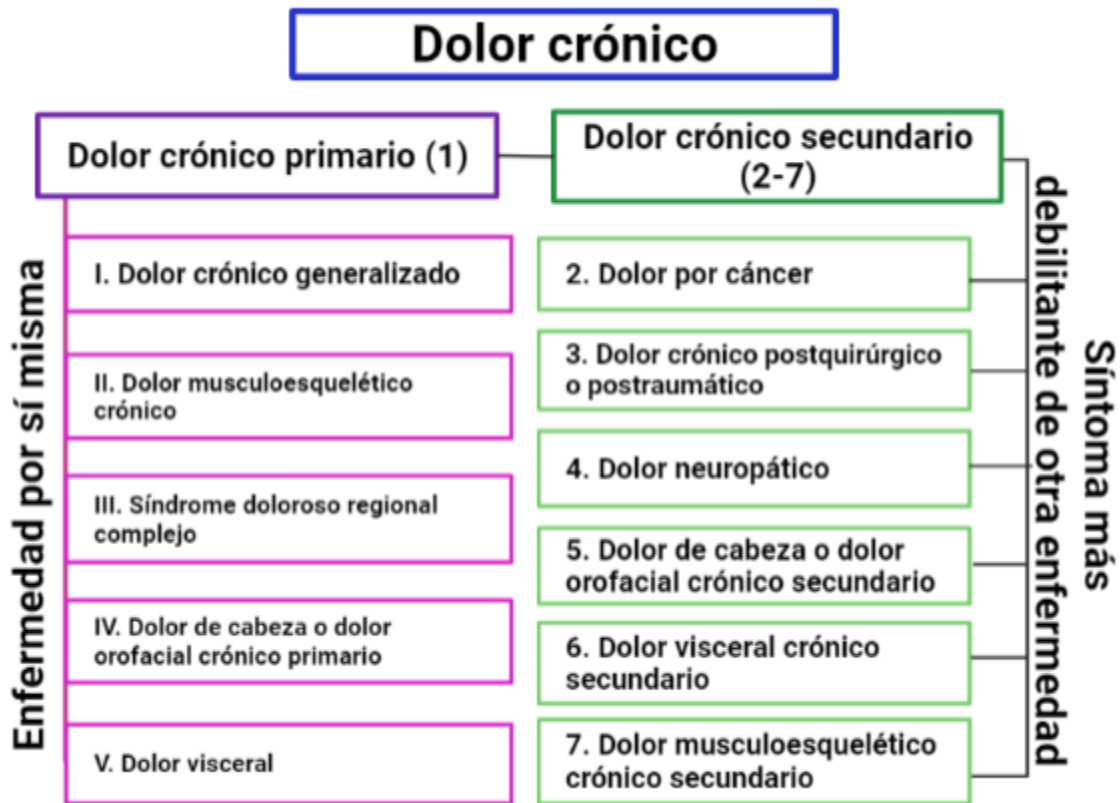 Dolor crónico
Dolor crónico primario (1)
Enfermedad por sí misma
I. Dolor crónico generalizado
II. Dolor musculoesquelético
crónico
III. Síndrome doloroso regional
complejo
IV. Dolor de cabeza o dolor
orofacial crónico primario
V. Dolor visceral
Dolor crónico secundario
(2-7)
2. Dolor por cáncer
3. Dolor crónico postquirúrgico
o postraumático
4. Dolor neuropático
5. Dolor de cabeza o dolor
orofacial crónico secundario
6. Dolor visceral crónico
secundario
7. Dolor musculoesquelético
crónico secundario
Síntoma más
debilitante de otra enfermedad